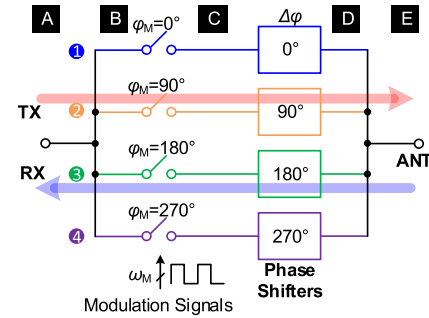 A B C D E
φM=0° Δφ
1 0°
φM=90°
TX 2 90°
φM=180° ANT
RX 3 180°
φM=270°
4 270°
ωM Phase
Modulation Signals Shifters